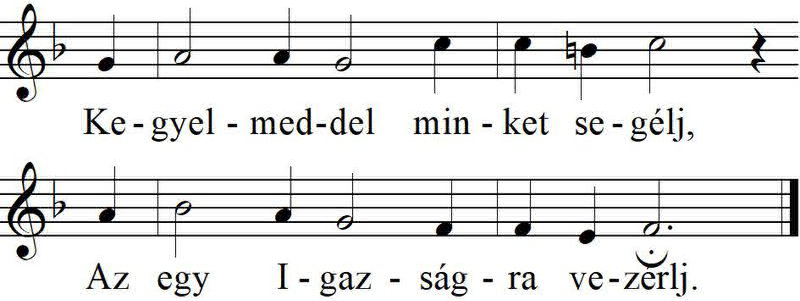 Ke - gyel - med-del min - ket se - gélj,
Az egy I - gaz - ság - ra ve-zérlj.